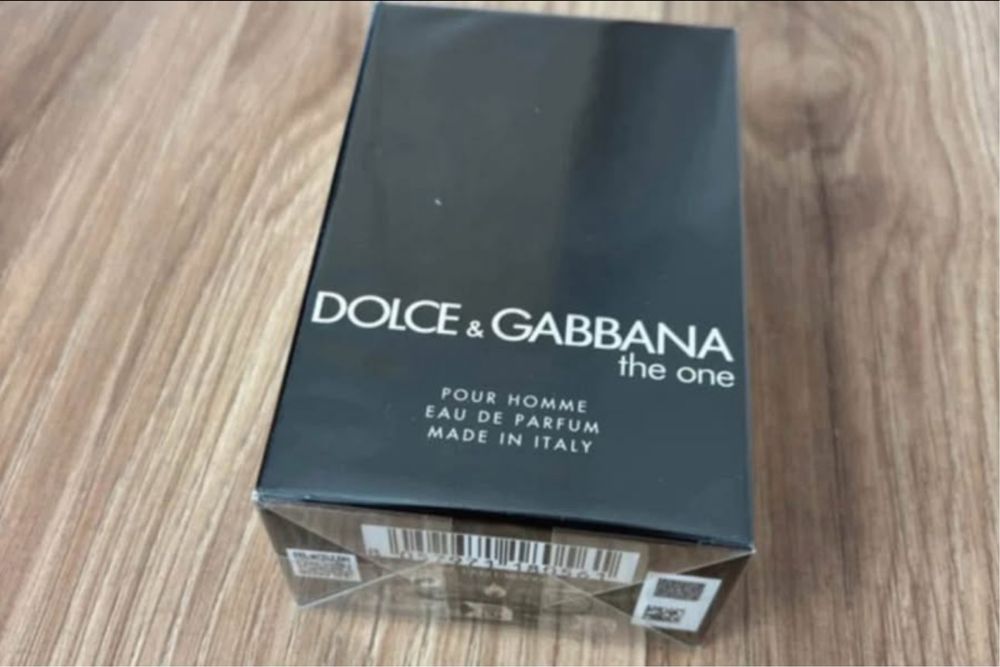 DOLCE & GABBANA
the one
POUR HOMME
EAU DE PARFUM
MADE IN ITALY